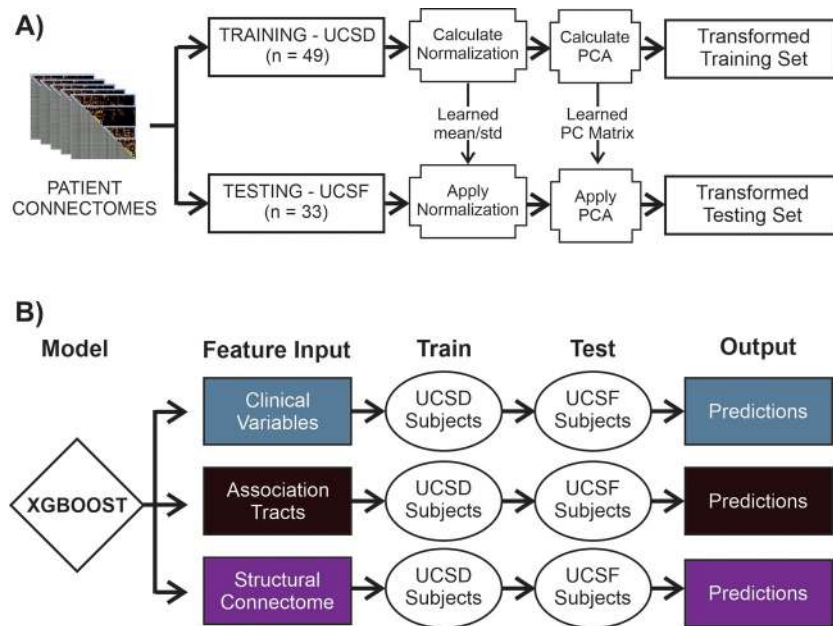 A)
TRAINING - UCSD
(n = 49)
Calculate
Normalization
Calculate
PCA
Transformed
Training Set
Learned
mean/std
Learned
PC Matrix
PATIENT
CONNECTOMES
TESTING - UCSF
(n = 33)
Apply
Normalization
Apply
PCA
Transformed
Testing Set
B)
Model
Feature Input
Train
Test
Output
XGBOOST
Clinical
Variables
UCSD
Subjects
UCSF
Subjects
Predictions
Association
Tracts
UCSD
Subjects
UCSF
Subjects
Predictions
Structural
Connectome
UCSD
Subjects
UCSF
Subjects
Predictions